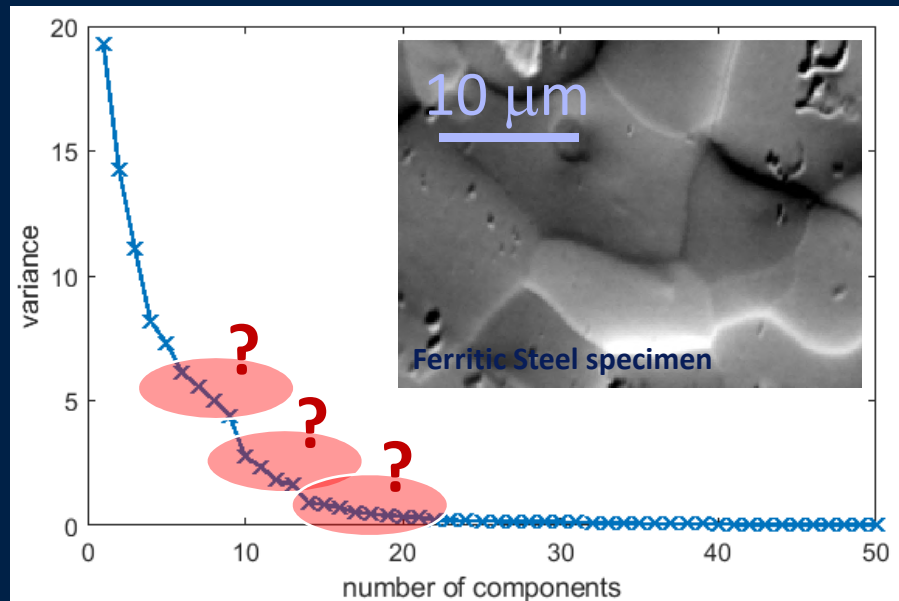 20
15
10
5
0
variance
10 μm
?
?
?
Ferritic Steel specimen
0 10 20 30 40 50
number of components